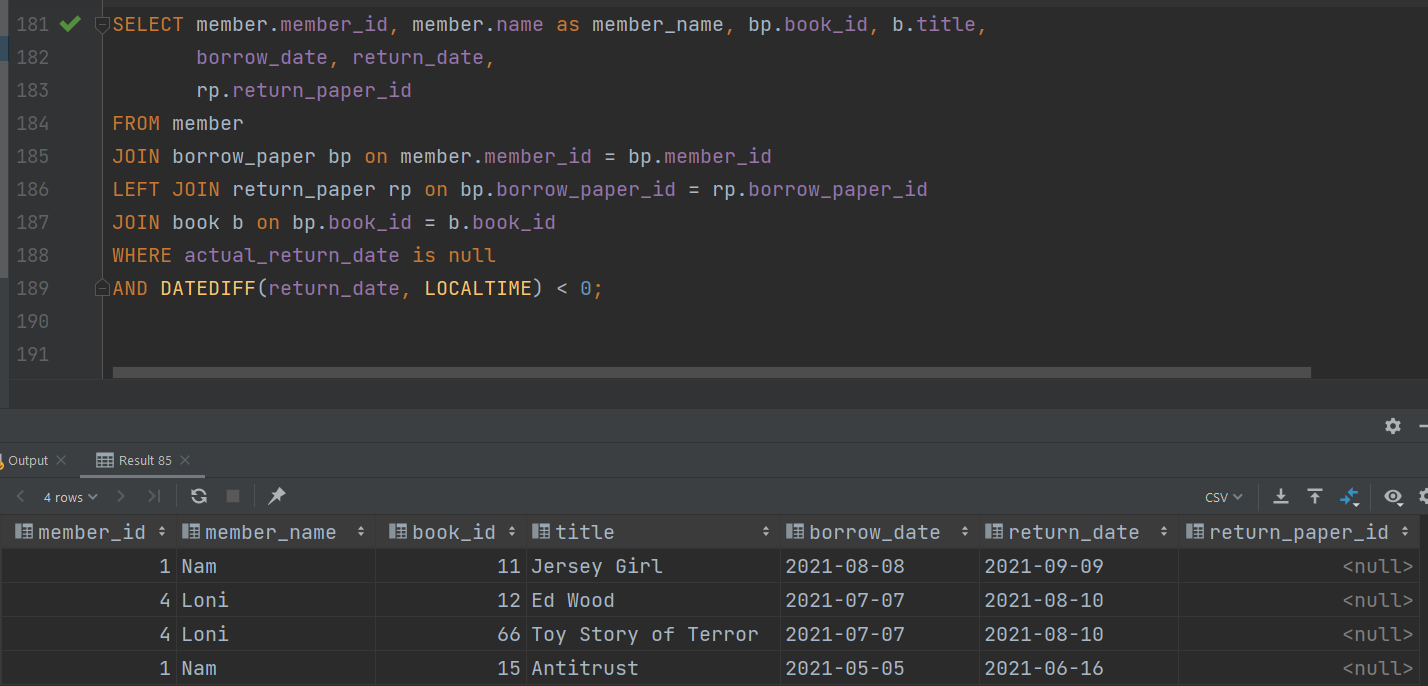 181 SELECT member.member_id, member.name as member_name, bp.book_id, b.title,
182 borrow_date, return_date,
183 rp.return_paper_id
184 FROM member
185 JOIN borrow_paper bp on member.member_id = bp.member_id
186 LEFT JOIN return_paper rp on bp.borrow_paper_id = rp.borrow_paper_id
187 JOIN book b on bp.book_id = b.book_id
188 WHERE actual_return_date is null
189 AND DATEDIFF(return_date, LOCALTIME) < 0;
190
191
Output Result 85
4 rows CSV
member_id member_name book_id title borrow_date return_date return_paper_id
1 Nam 11 Jersey Girl 2021-08-08 2021-09-09 <null>
4 Loni 12 Ed Wood 2021-07-07 2021-08-10 <null>
4 Loni 66 Toy Story of Terror 2021-07-07 2021-08-10 <null>
1 Nam 15 Antitrust 2021-05-05 2021-06-16 <null>